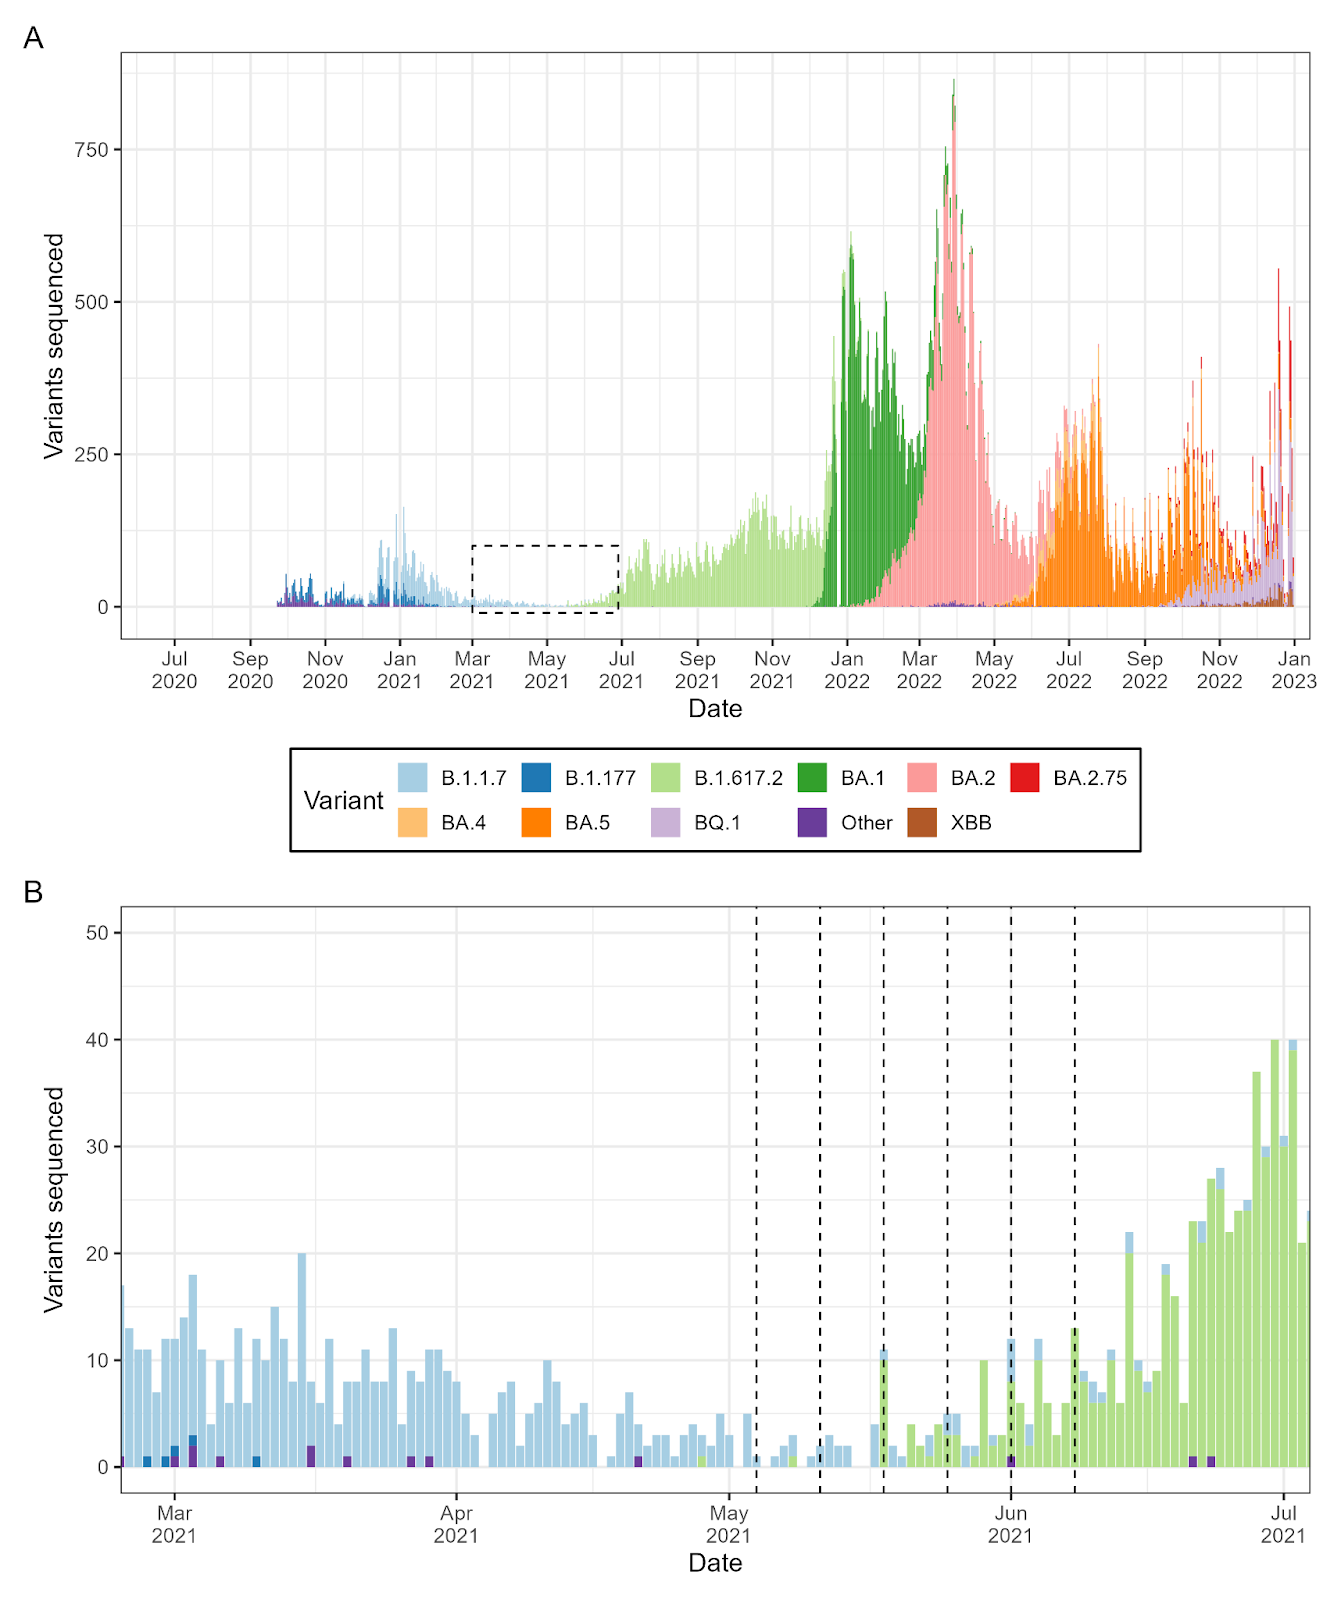 A
Variants sequenced
750
500
250
0
Jul Sep Nov Jan Mar May Jul Sep Nov Jan Mar May Jul Sep Nov Jan
2020 2020 2020 2021 2021 2021 2021 2021 2021 2022 2022 2022 2022 2022 2022 2023
Date
Variant
B.1.1.7 B.1.177 B.1.617.2 BA.1 BA.2 BA.2.75
BA.4 BA.5 BQ.1 Other XBB
B
Variants sequenced
50
40
30
20
10
0
Mar Apr May Jun Jul
2021 2021 2021 2021 2021
Date